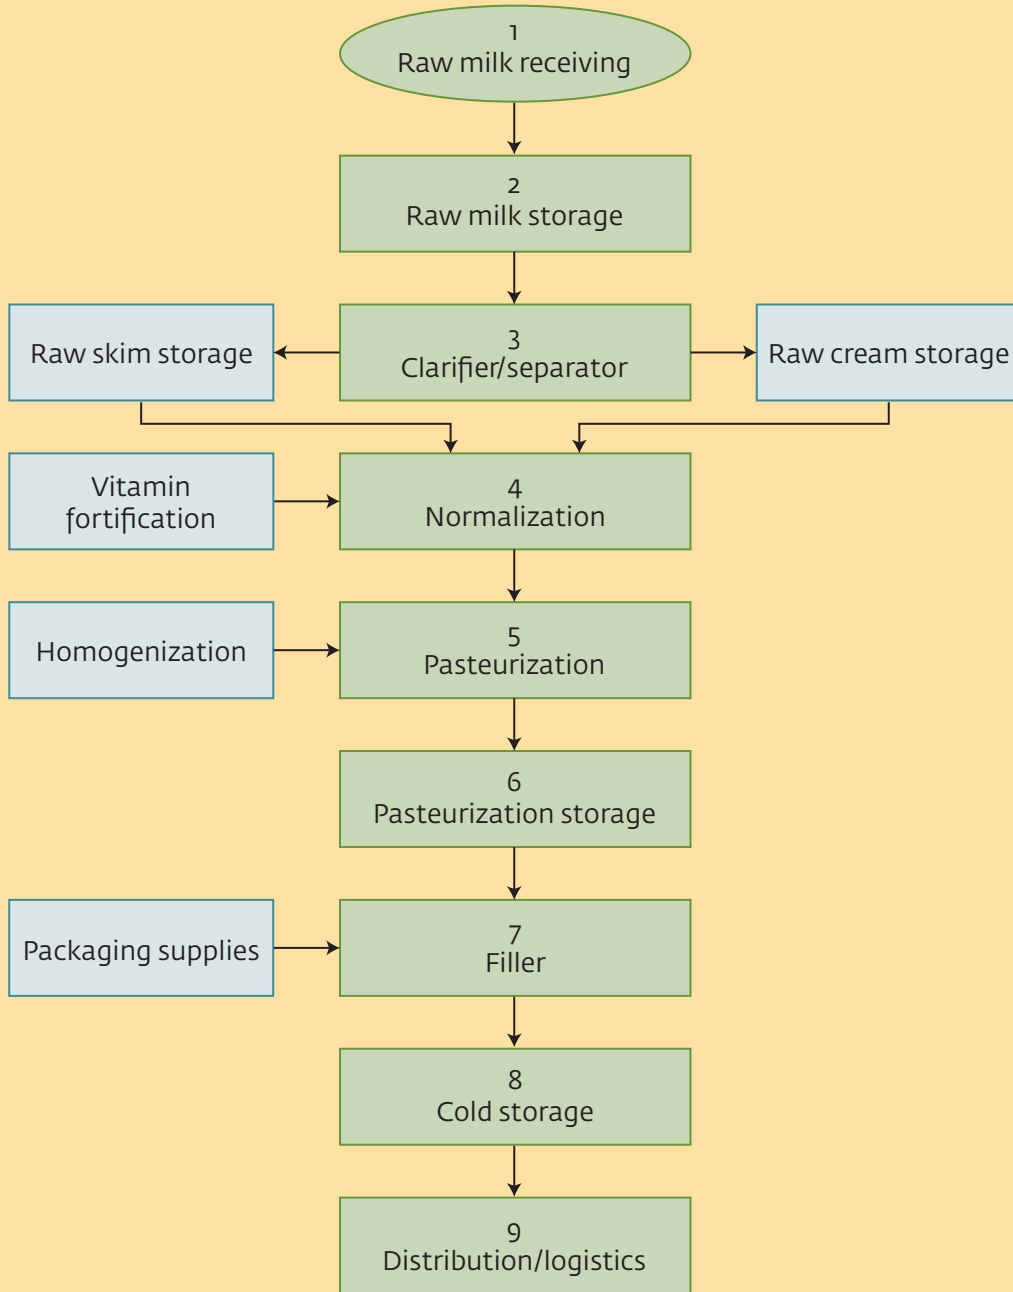 1
Raw milk receiving
2
Raw milk storage
Raw skim storage
3
Clarifier/separator
Raw cream storage
Vitamin
fortification
4
Normalization
Homogenization
5
Pasteurization
6
Pasteurization storage
Packaging supplies
7
Filler
8
Cold storage
9
Distribution/logistics